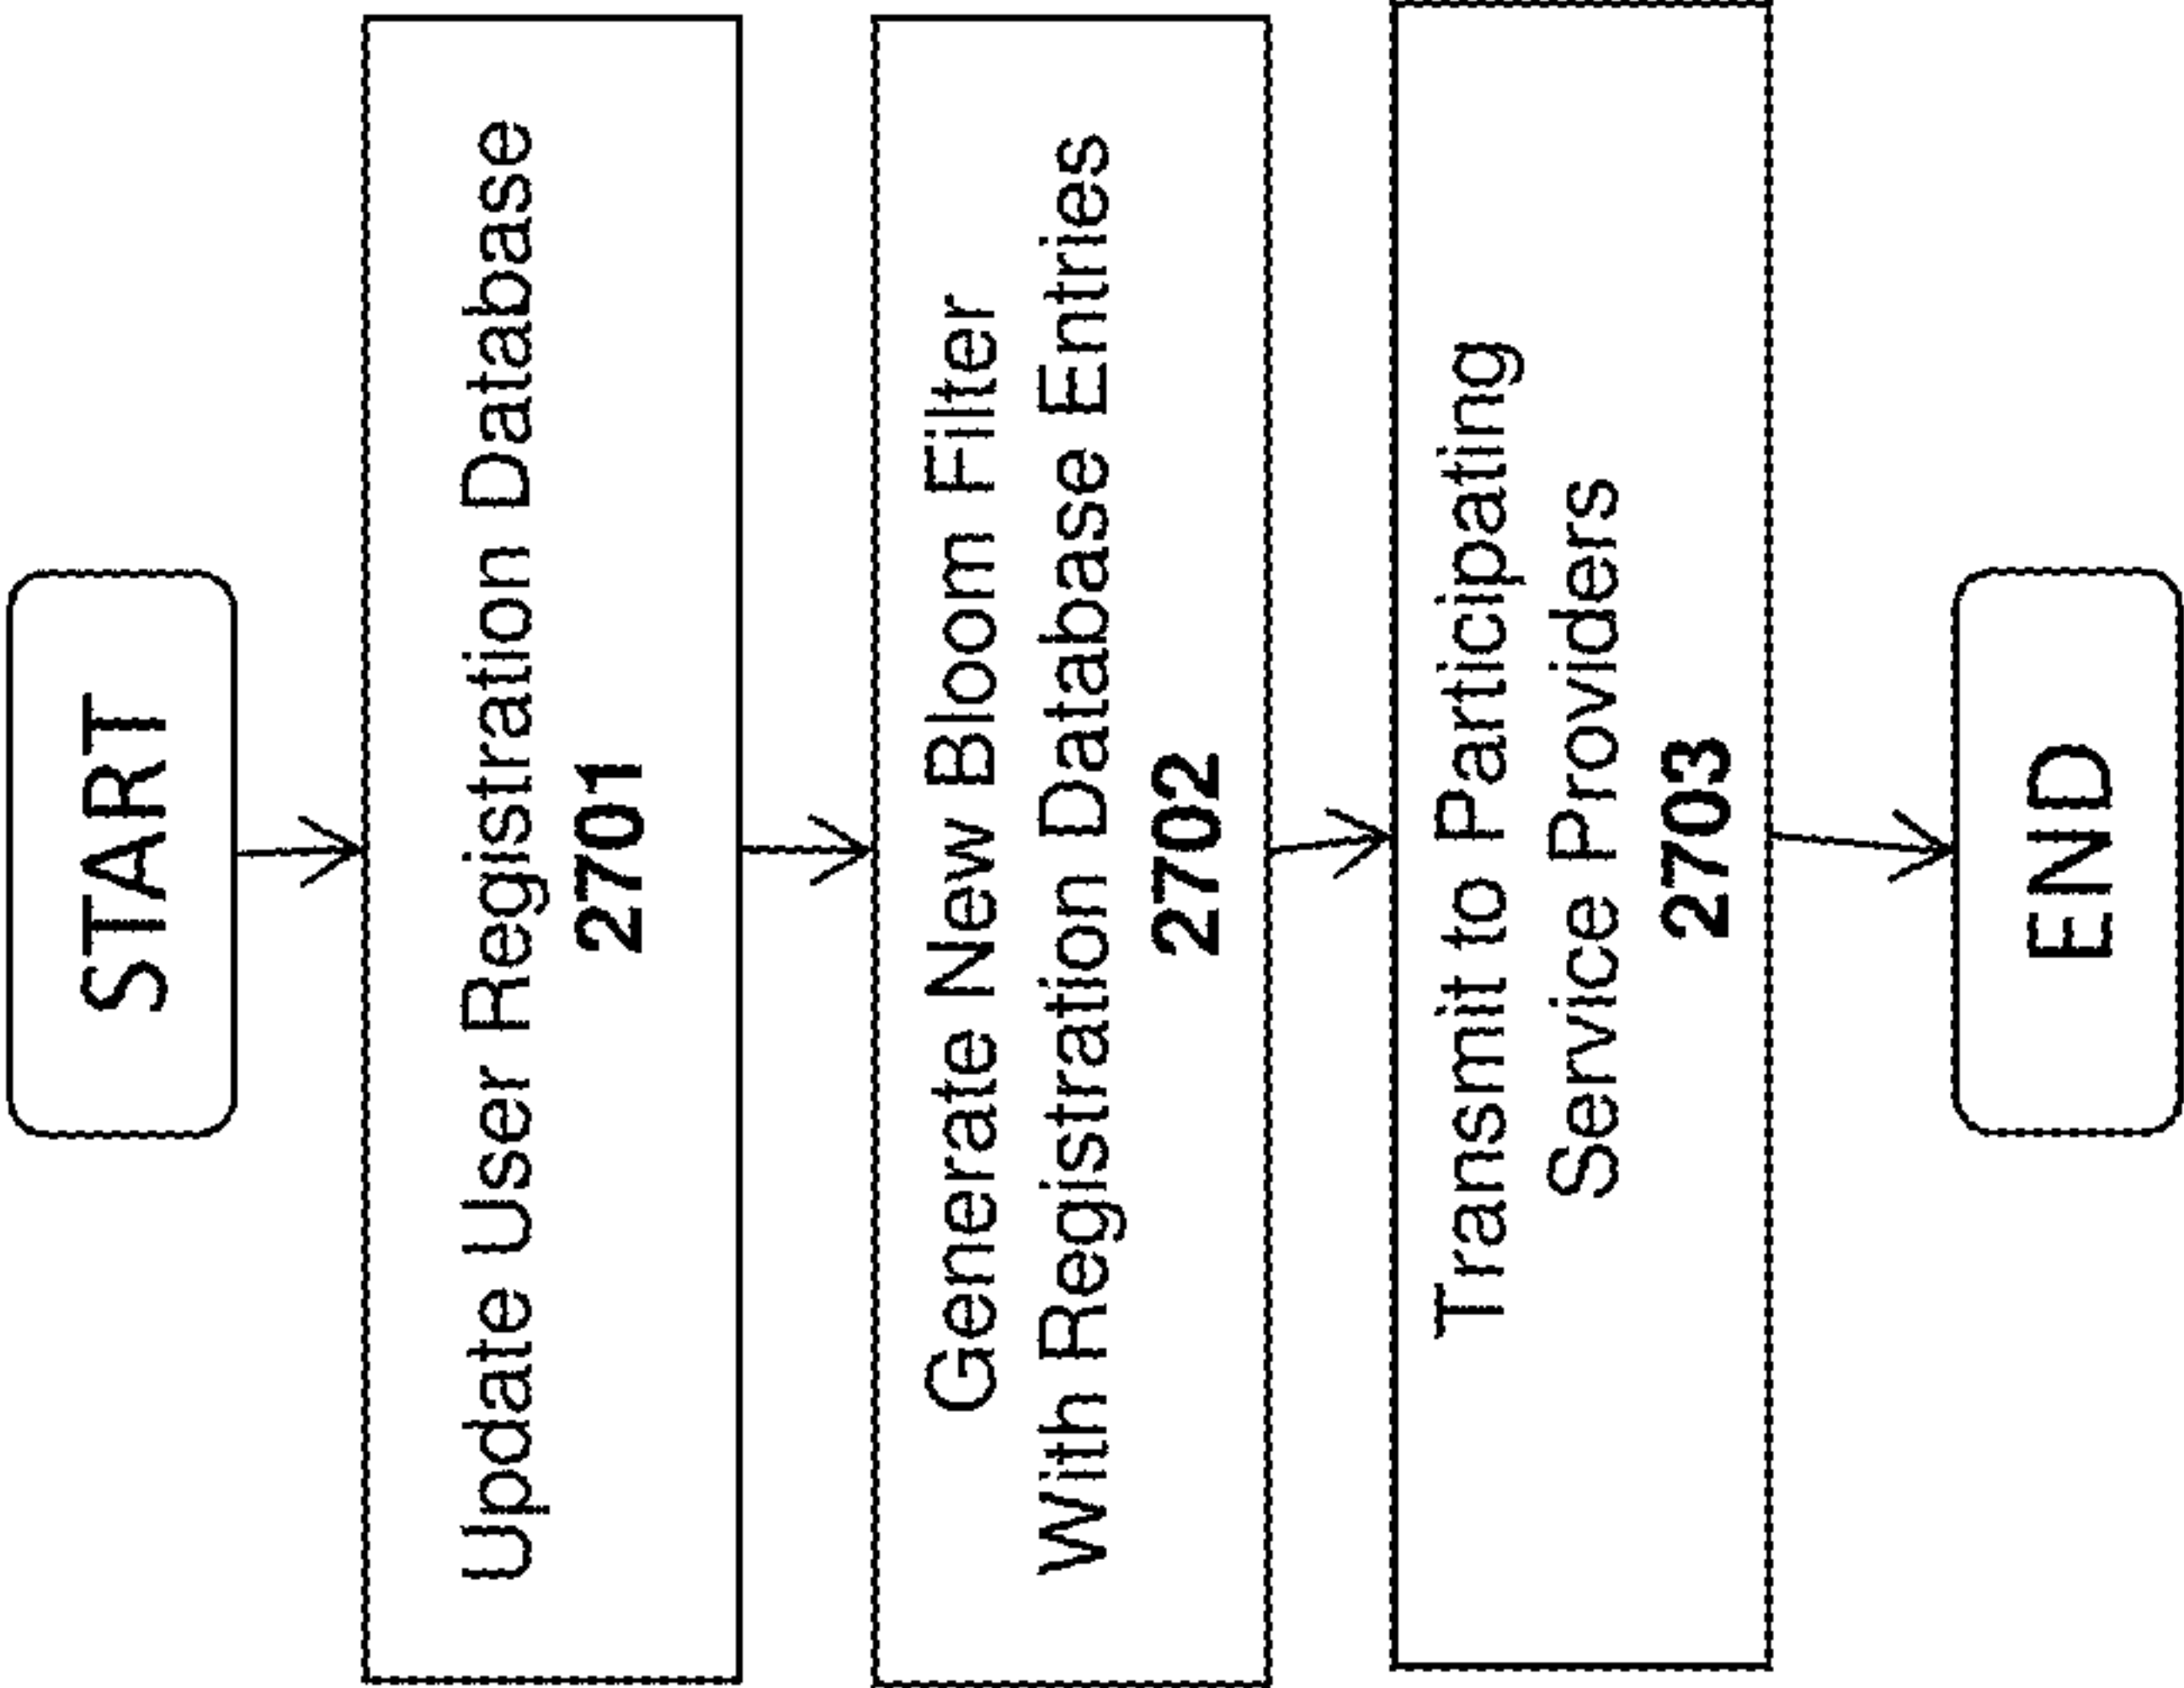 START
Update User Registration Database
2701
Generate New Bloom Filter
With Registration Database Entries
2702
Transmit to Participating
Service Providers
2703
END